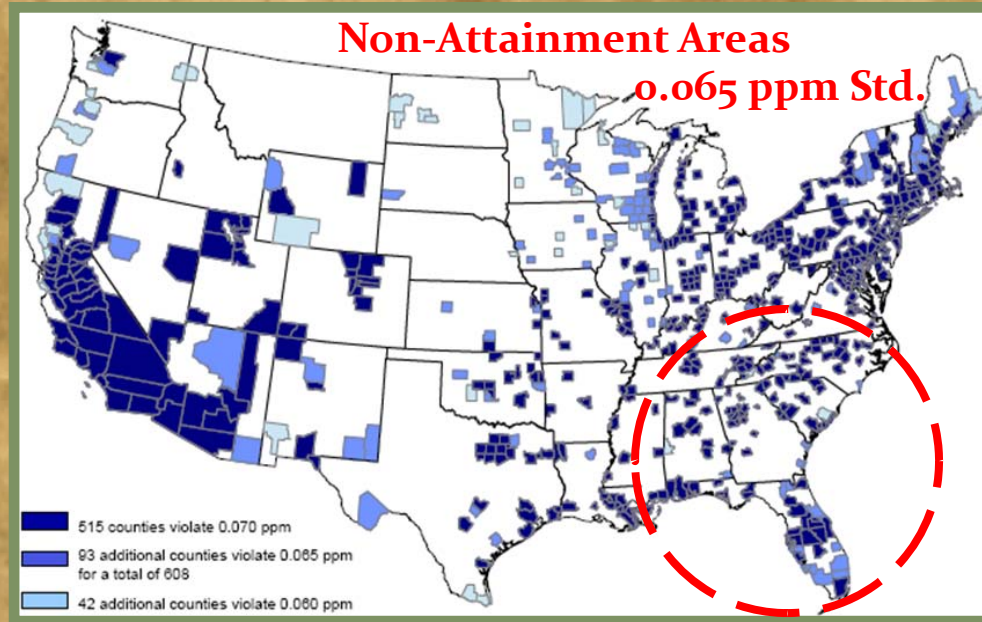 Non-Attainment Areas
0.065 ppm Std.
515 counties violate 0.070 ppm
93 additional counties violate 0.065 ppm
for a total of 608
42 additional counties violate 0.060 ppm